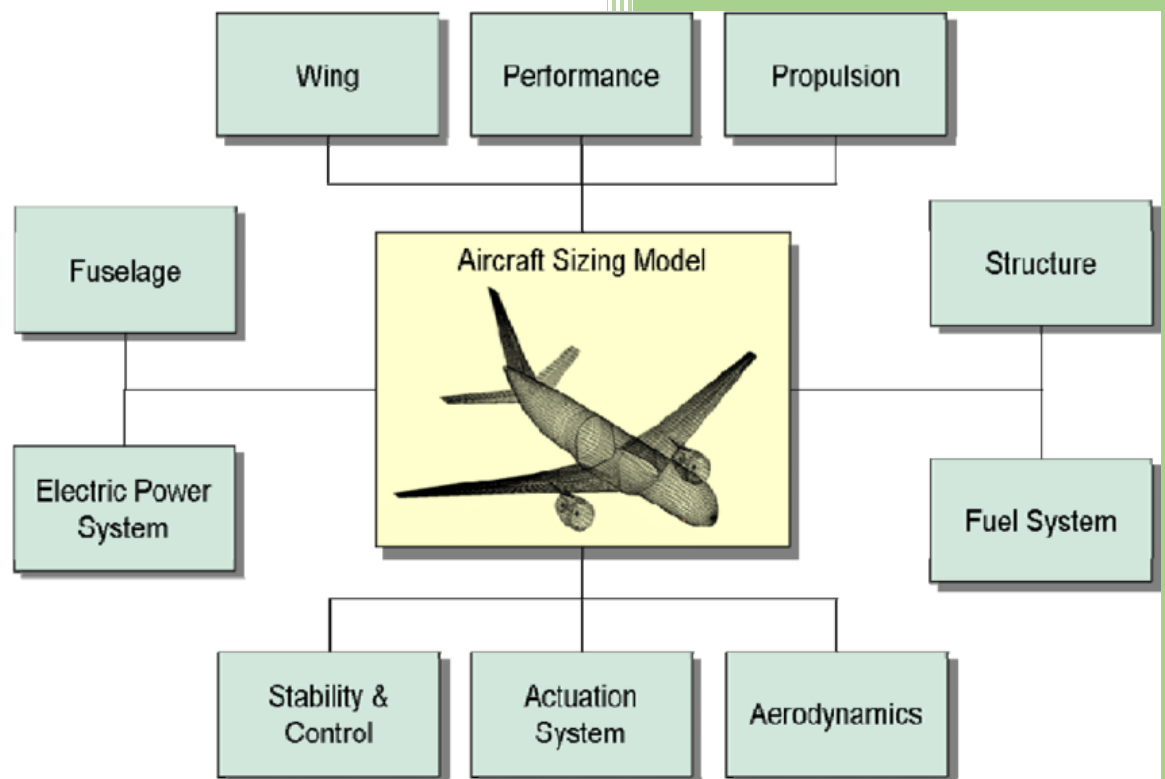 Wing
Performance
Propulsion
Fuselage
Aircraft Sizing Model
Structure
Electric Power
System
Fuel System
Stability &
Control
Actuation
System
Aerodynamics